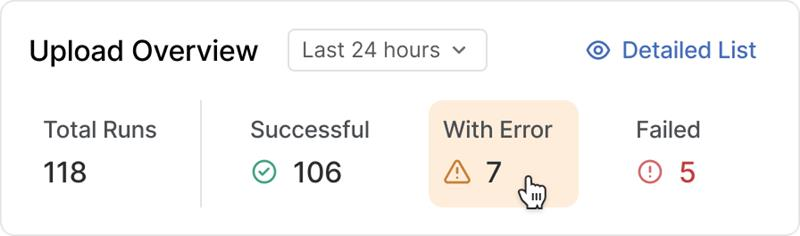 Upload Overview
Last 24 hours
Detailed List
Total Runs
118
Successful
106
With Error
7
Failed
5